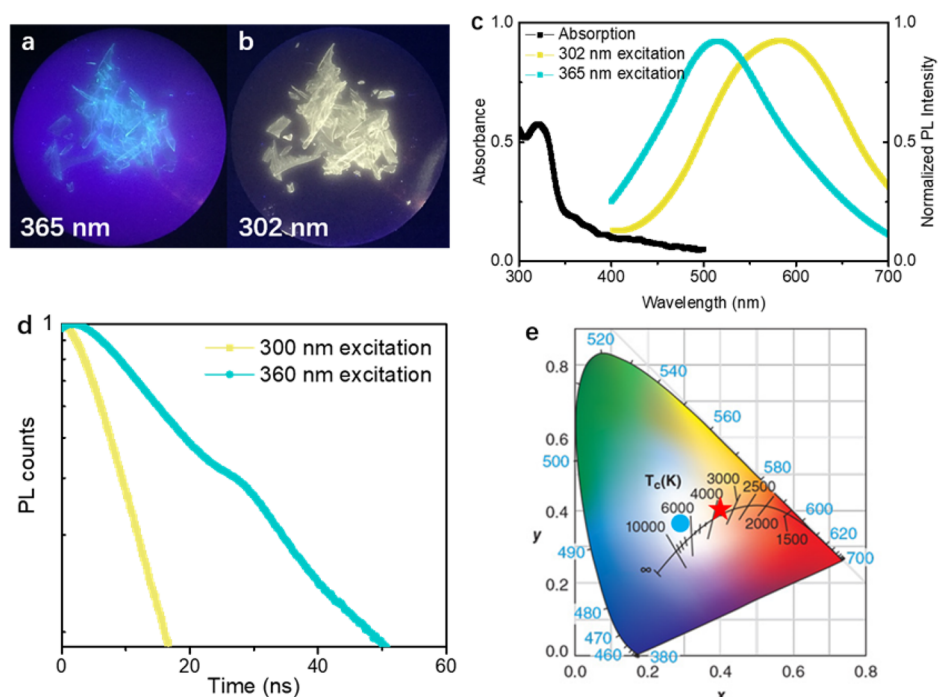 a
365 nm
b
302 nm
c
Absorption
302 nm excitation
365 nm excitation
1.0
0.5
0.0
Absorbance
1.0
0.5
0.0
Normalized PL Intensity
300 400 500 600 700
Wavelength (nm)
d
1
300 nm excitation
360 nm excitation
PL counts
0 20 40 60
Time (ns)
e
0.8
0.6
0.4
y
0.2
0.0
520
540
560
500
580
Tc(K)
3000
2500
4000
6000
600
10000
2000
1500
620
490
700
∞
480
470
460
380
0.0 0.2 0.4 0.6 0.8
x